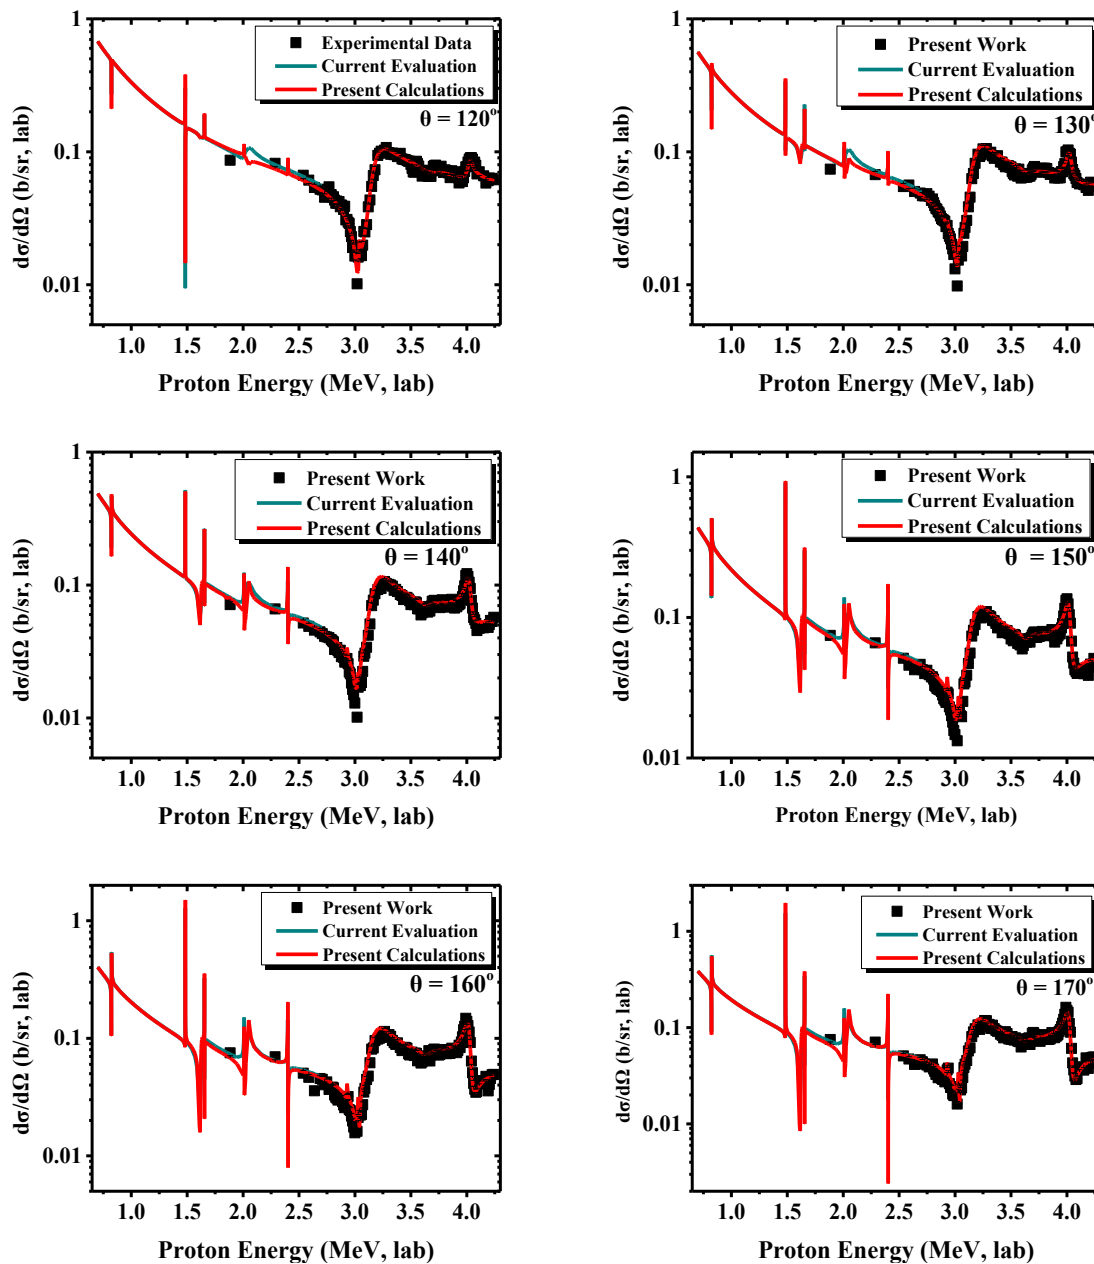 Experimental Data
Current Evaluation
Present Calculations
θ = 120°
1
0.1
0.01
dσ/dΩ (b/sr, lab)
1.0 1.5 2.0 2.5 3.0 3.5 4.0
Proton Energy (MeV, lab)
Present Work
Current Evaluation
Present Calculations
θ = 130°
1
0.1
0.01
dσ/dΩ (b/sr, lab)
1.0 1.5 2.0 2.5 3.0 3.5 4.0
Proton Energy (MeV, lab)
Present Work
Current Evaluation
Present Calculations
θ = 140°
1
0.1
0.01
dσ/dΩ (b/sr, lab)
1.0 1.5 2.0 2.5 3.0 3.5 4.0
Proton Energy (MeV, lab)
Present Work
Current Evaluation
Present Calculations
θ = 150°
1
0.1
0.01
dσ/dΩ (b/sr, lab)
1.0 1.5 2.0 2.5 3.0 3.5 4.0
Proton Energy (MeV, lab)
Present Work
Current Evaluation
Present Calculations
θ = 160°
1
0.1
0.01
dσ/dΩ (b/sr, lab)
1.0 1.5 2.0 2.5 3.0 3.5 4.0
Proton Energy (MeV, lab)
Present Work
Current Evaluation
Present Calculations
θ = 170°
1
0.1
0.01
dσ/dΩ (b/sr, lab)
1.0 1.5 2.0 2.5 3.0 3.5 4.0
Proton Energy (MeV, lab)